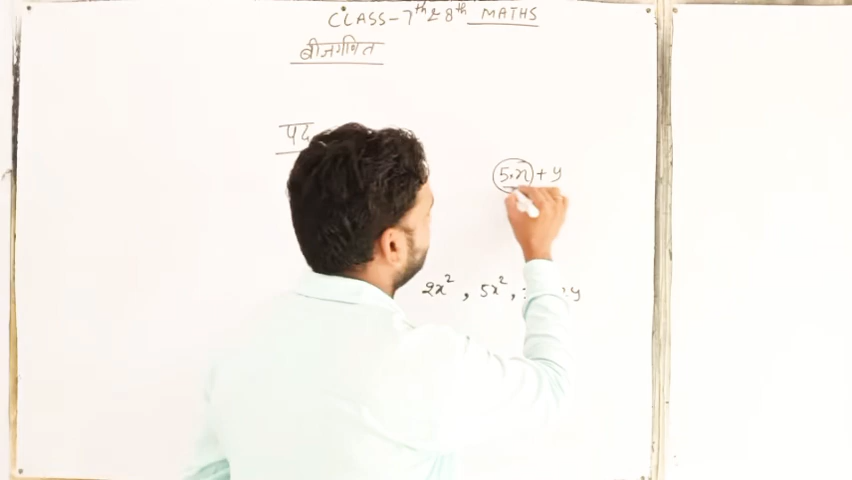 CLASS-7th & 8th MATHS
बीजगणित
पद
5.x + y
2x², 5x²,